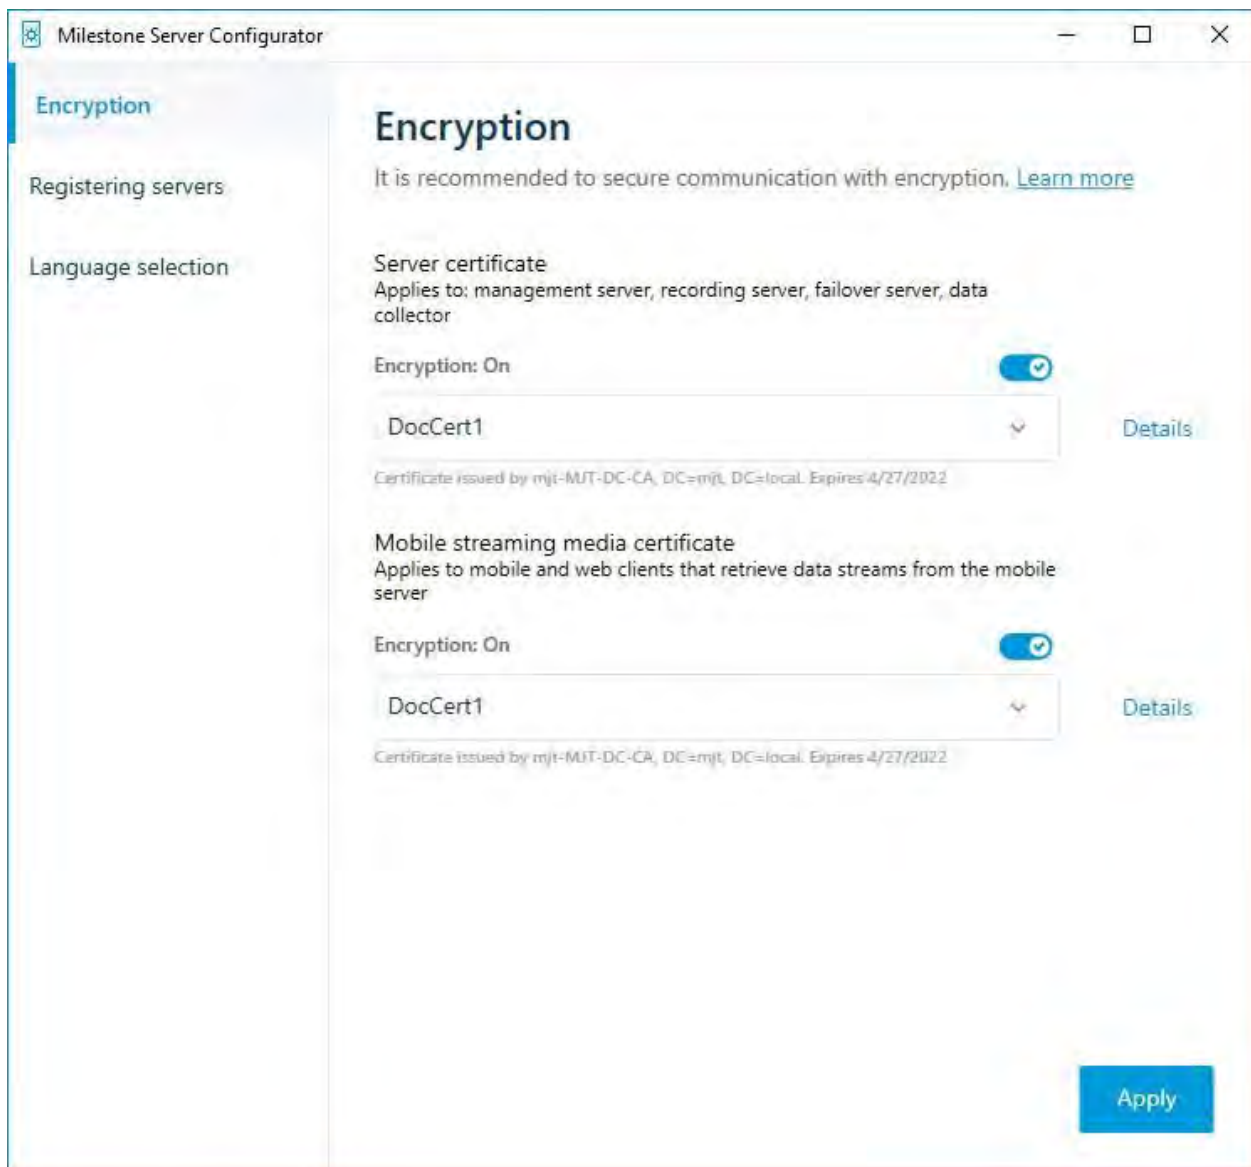 Milestone Server Configurator
Encryption
Registering servers
Language selection
Encryption
It is recommended to secure communication with encryption. Learn more
Server certificate
Applies to: management server, recording server, failover server, data
collector
Encryption: On
DocCert1
Details
Certificate issued by mjt-MJT-DC-CA, DC=mjt, DC=local. Expires 4/27/2022
Mobile streaming media certificate
Applies to mobile and web clients that retrieve data streams from the mobile
server
Encryption: On
DocCert1
Details
Certificate issued by mjt-MJT-DC-CA, DC=mjt, DC=local. Expires 4/27/2022
Apply